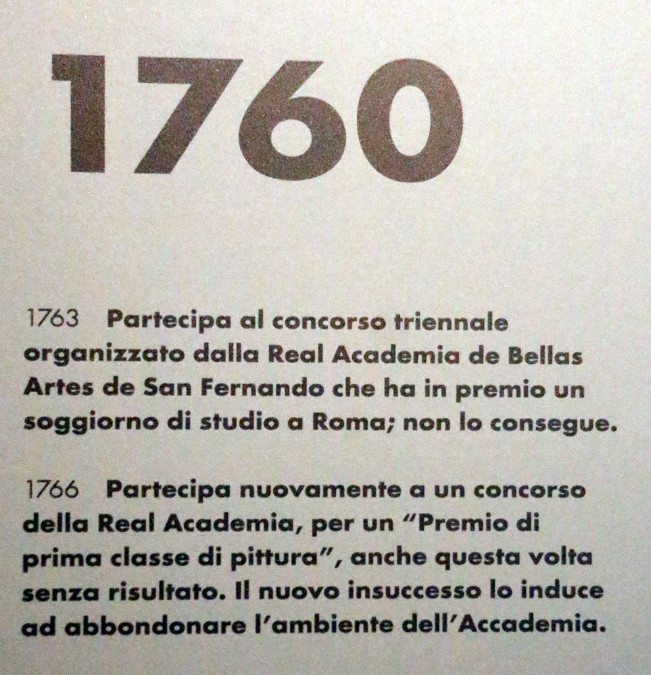 1760
1763 Partecipa al concorso triennale
organizzato dalla Real Academia de Bellas
Artes de San Fernando che ha in premio un
soggiorno di studio a Roma; non lo consegue.
1766 Partecipa nuovamente a un concorso
della Real Academia, per un “Premio di
prima classe di pittura”, anche questa volta
senza risultato. Il nuovo insuccesso lo induce
ad abbondonare l’ambiente dell’Accademia.